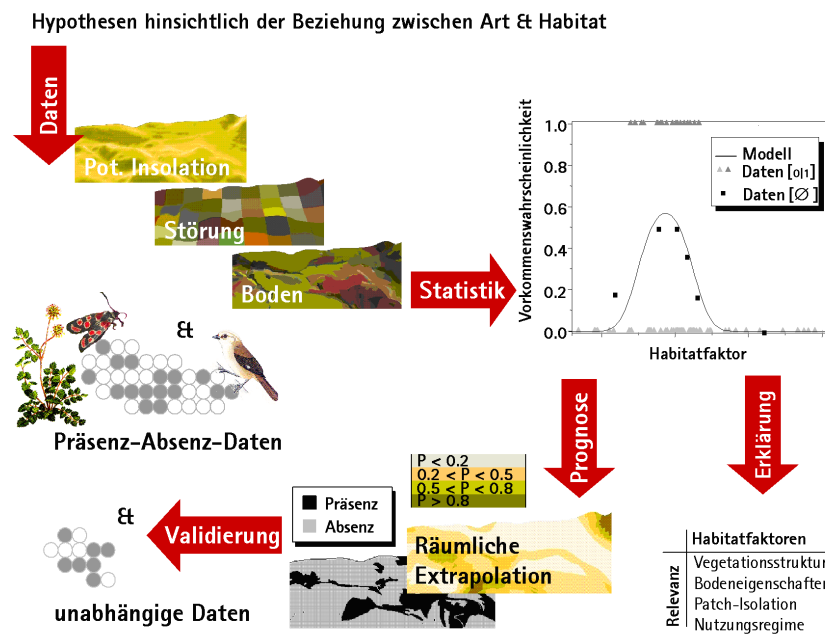 Hypothesen hinsichtlich der Beziehung zwischen Art & Habitat
Daten
Pot. Insolation
Störung
Boden
Statistik
&
Präsenz-Absenz-Daten
Vorkommenswahrscheinlichkeit
1.0
0.8
0.6
0.4
0.2
0.0
Modell
Daten [0|1]
Daten [Ø]
Habitatfaktor
Prognose
Erklärung
P < 0.2
0.2 < P < 0.5
0.5 < P < 0.8
P > 0.8
Räumliche
Extrapolation
Präsenz
Absenz
Validierung
&
unabhängige Daten
Habitatfaktoren
Relevanz
Vegetationsstruktur
Bodeneigenschaften
Patch-Isolation
Nutzungsregime